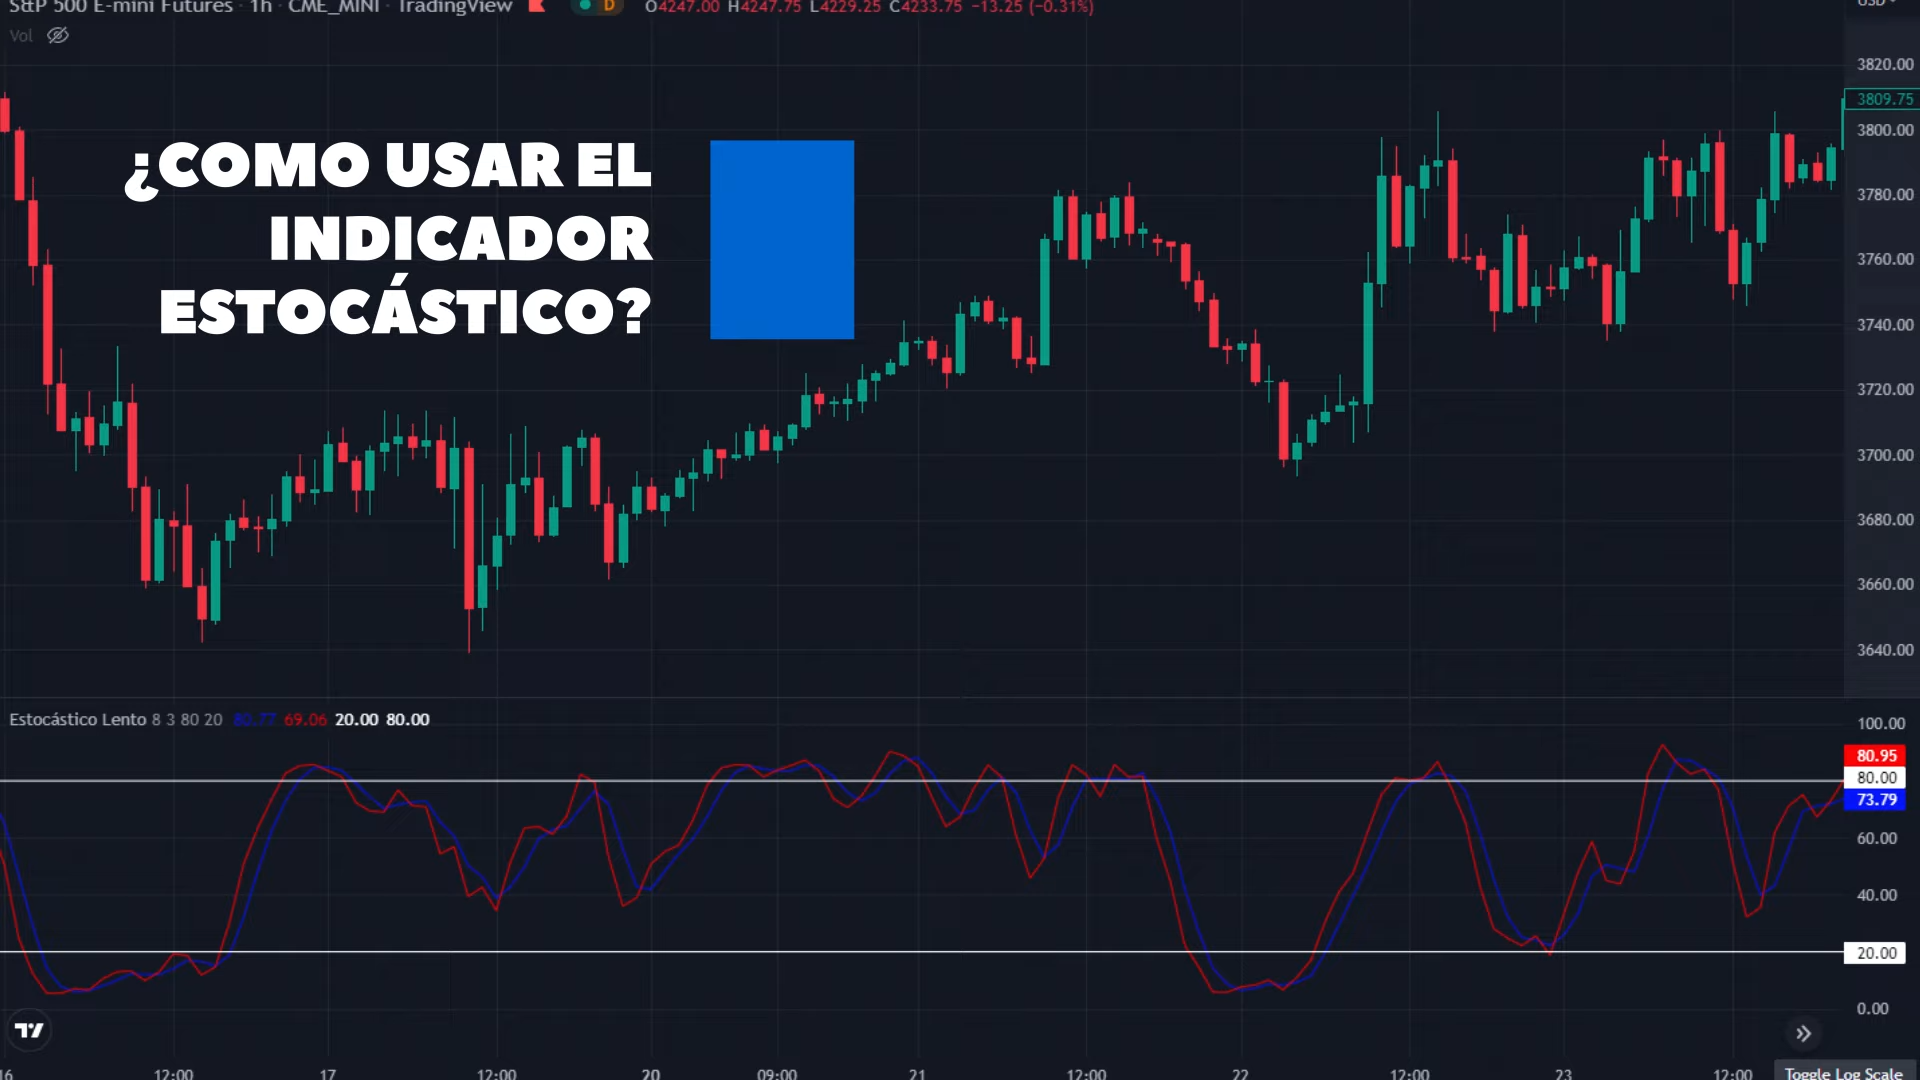 S&P 500 E-mini Futures · 1h · CME_MINI · TradingView D O4247.00 H4247.75 L4229.25 C4233.75 −13.25 (−0.31%)
USD
Vol
¿COMO USAR EL
INDICADOR
ESTOCÁSTICO?
3820.00
3809.75
3800.00
3780.00
3760.00
3740.00
3720.00
3700.00
3680.00
3660.00
3640.00
Estocástico Lento 8 3 80 20 80.77 69.06 20.00 80.00
100.00
80.95
80.00
73.79
60.00
40.00
20.00
0.00
16 12:00 17 12:00 20 09:00 21 12:00 22 12:00 23 12:00
Toggle Log Scale